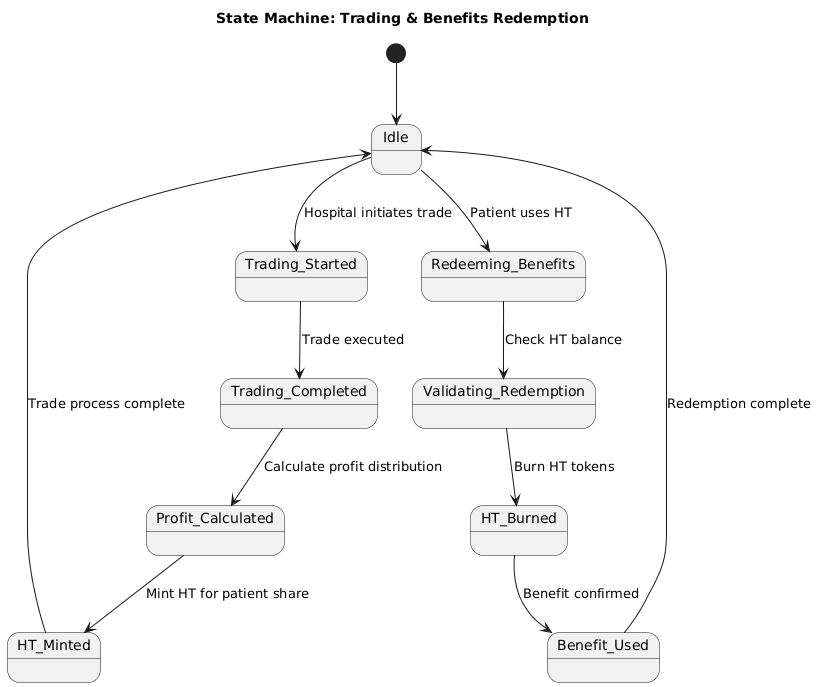 State Machine: Trading & Benefits Redemption
Idle
Hospital initiates trade
Patient uses HT
Trading_Started
Redeeming_Benefits
Trade executed
Check HT balance
Trading_Completed
Validating_Redemption
Trade process complete
Redemption complete
Calculate profit distribution
Burn HT tokens
Profit_Calculated
HT_Burned
Mint HT for patient share
Benefit confirmed
HT_Minted
Benefit_Used